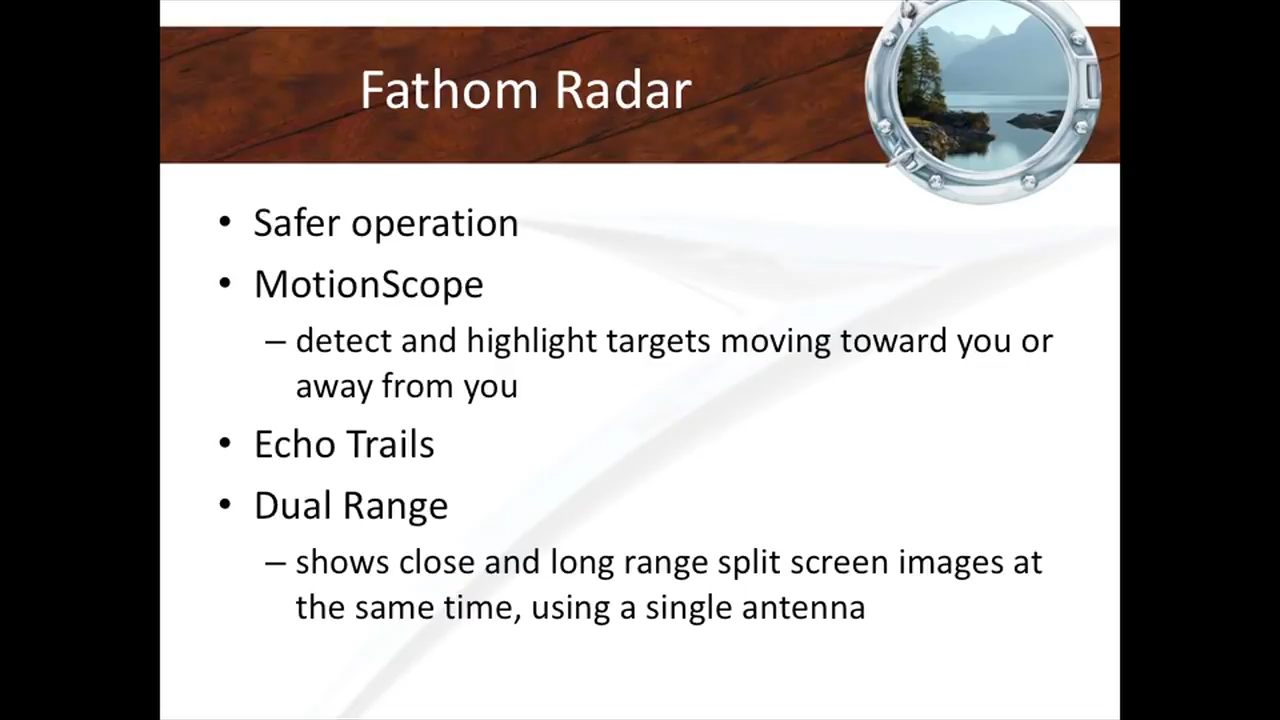 Fathom Radar
• Safer operation
• MotionScope
– detect and highlight targets moving toward you or
away from you
• Echo Trails
• Dual Range
– shows close and long range split screen images at
the same time, using a single antenna